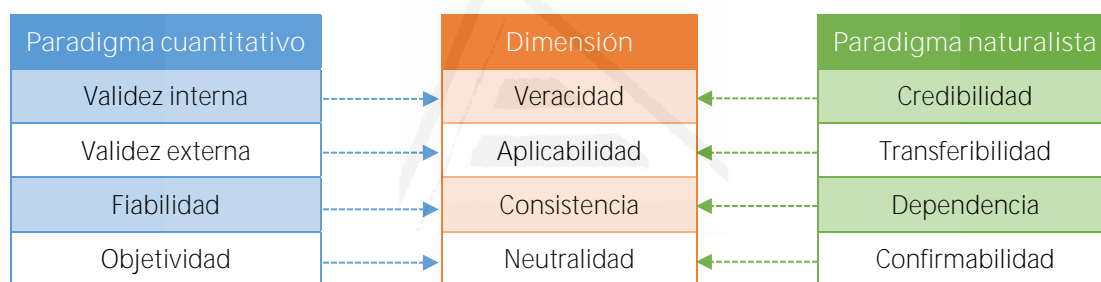 Paradigma cuantitativo Dimensión Paradigma naturalista
Validez interna Veracidad Credibilidad
Validez externa Aplicabilidad Transferibilidad
Fiabilidad Consistencia Dependencia
Objetividad Neutralidad Confirmabilidad